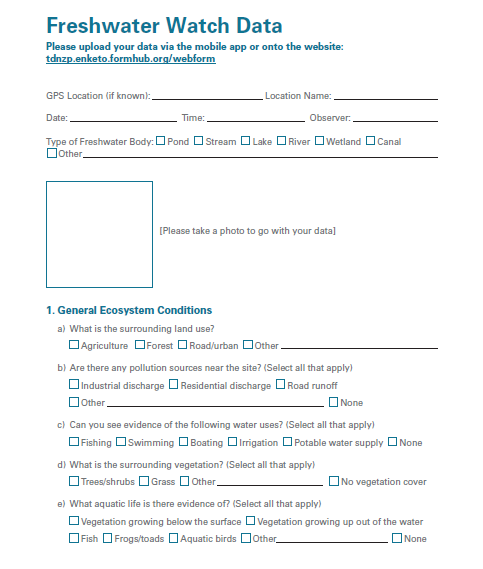 Freshwater Watch Data
Please upload your data via the mobile app or onto the website:
tdnzp.enketo.formhub.org/webform
GPS Location (if known): Location Name:
Date: Time: Observer:
Type of Freshwater Body: Pond Stream Lake River Wetland Canal
Other
[Please take a photo to go with your data]
1. General Ecosystem Conditions
a) What is the surrounding land use?
Agriculture Forest Road/urban Other
b) Are there any pollution sources near the site? (Select all that apply)
Industrial discharge Residential discharge Road runoff
Other None
c) Can you see evidence of the following water uses? (Select all that apply)
Fishing Swimming Boating Irrigation Potable water supply None
d) What is the surrounding vegetation? (Select all that apply)
Trees/shrubs Grass Other No vegetation cover
e) What aquatic life is there evidence of? (Select all that apply)
Vegetation growing below the surface Vegetation growing up out of the water
Fish Frogs/toads Aquatic birds Other None